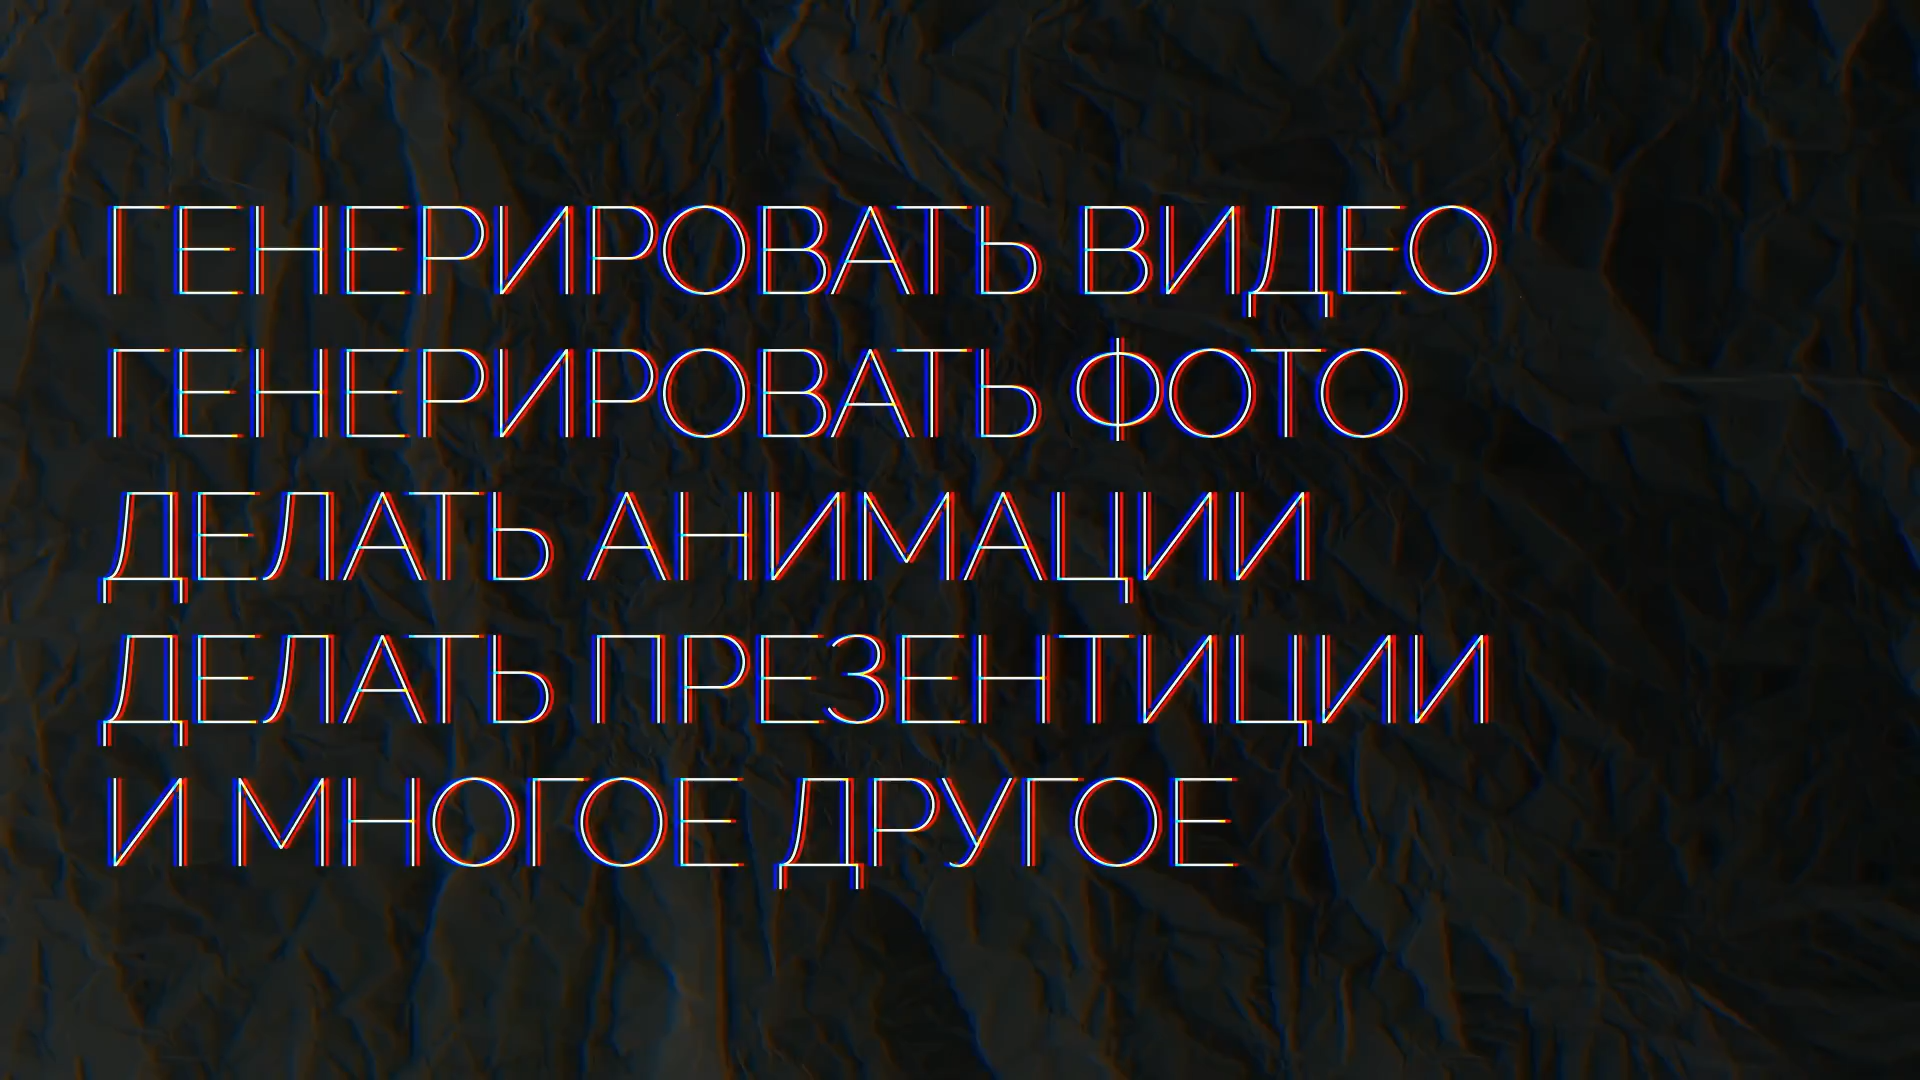 ГЕНЕРИРОВАТЬ ВИДЕО
ГЕНЕРИРОВАТЬ ФОТО
ДЕЛАТЬ АНИМАЦИИ
ДЕЛАТЬ ПРЕЗЕНТИЦИИ
И МНОГОЕ ДРУГОЕ